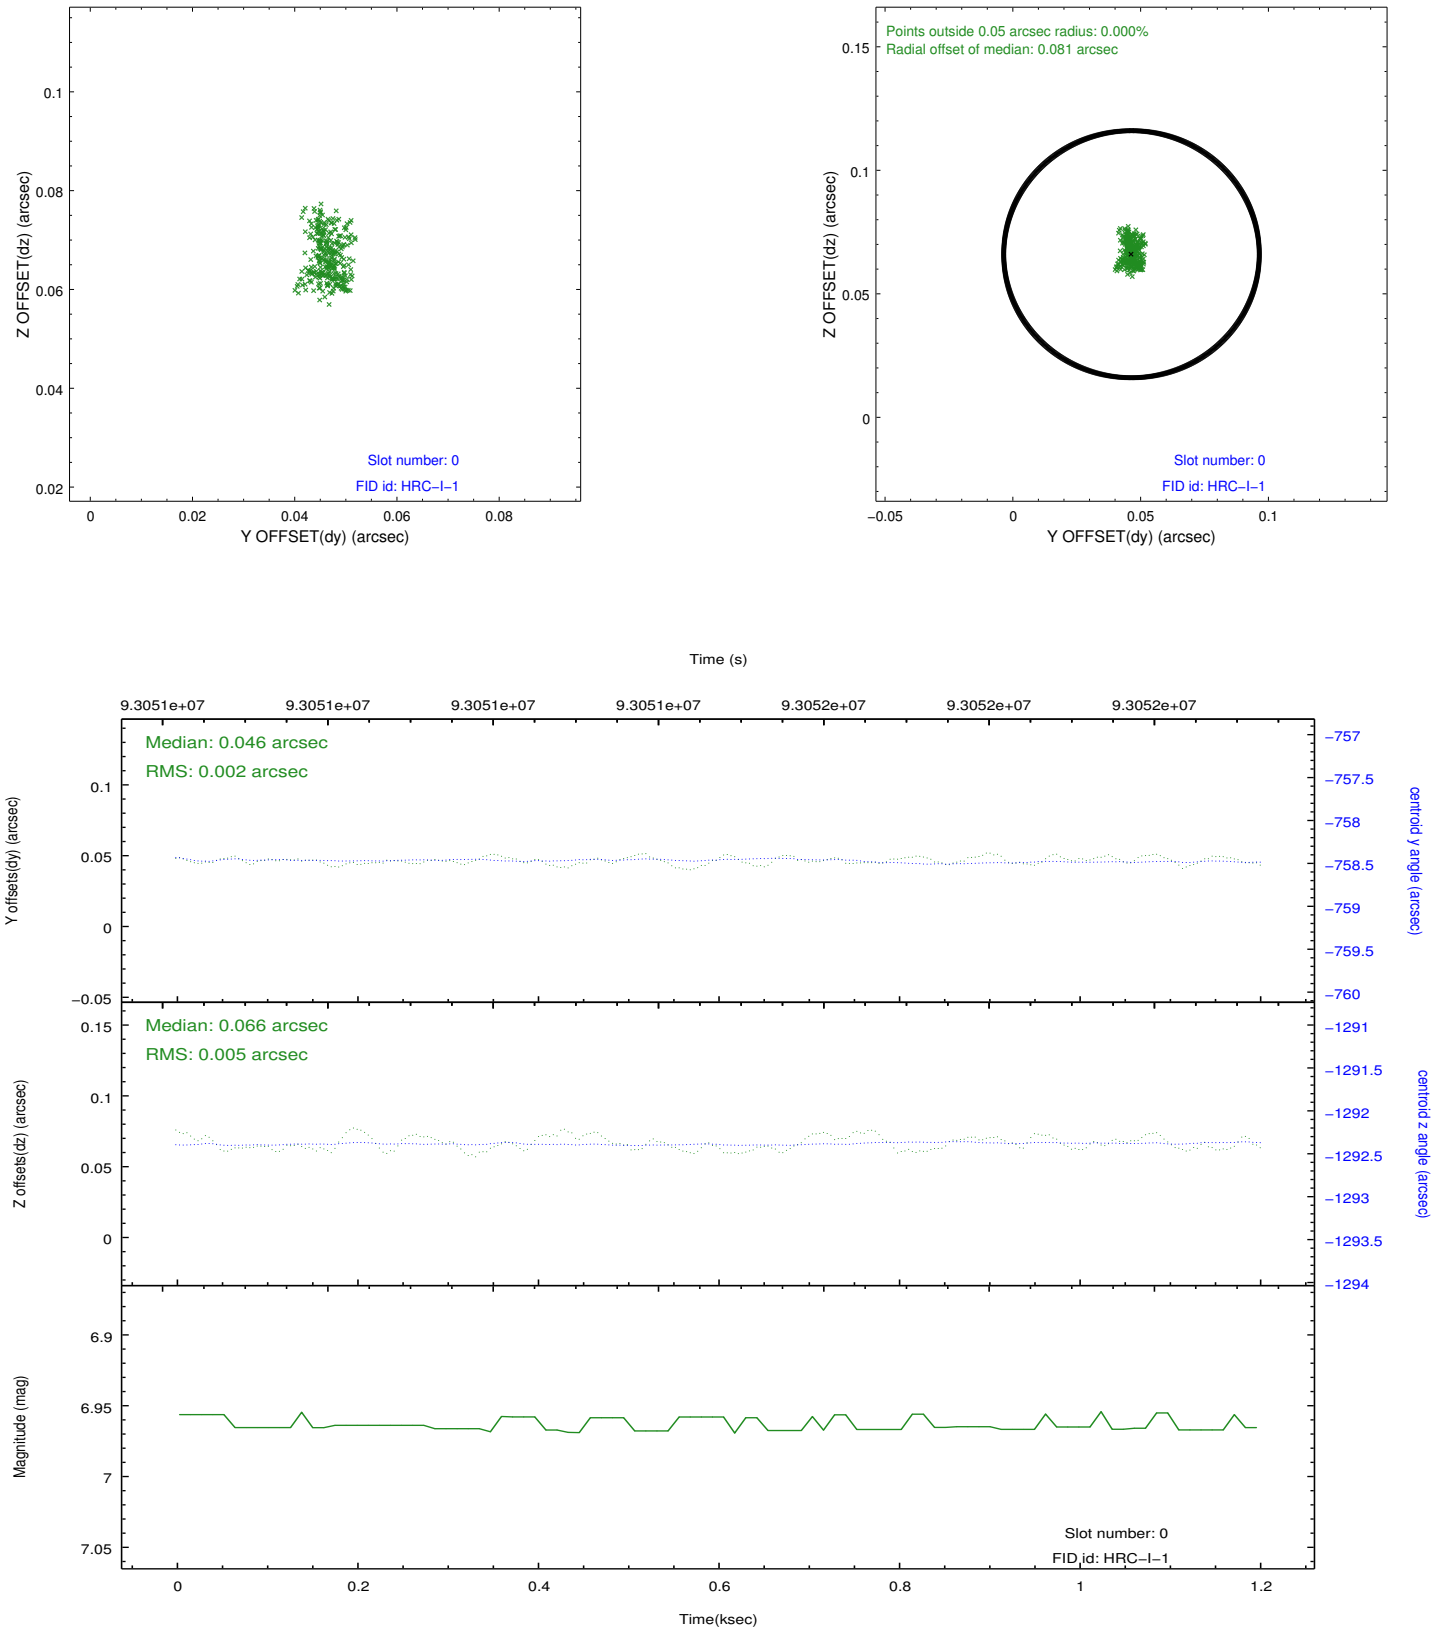 0.1
0.08
0.06
0.04
0.02
0 0.02 0.04 0.06 0.08
Z OFFSET(dz) (arcsec)
Y OFFSET(dy) (arcsec)
Slot number: 0
FID id: HRC−I−1
Points outside 0.05 arcsec radius: 0.000%
Radial offset of median: 0.081 arcsec
0.15
0.1
0.05
0
−0.05 0 0.05 0.1
Z OFFSET(dz) (arcsec)
Y OFFSET(dy) (arcsec)
Slot number: 0
FID id: HRC−I−1
Time (s)
9.3051e+07 9.3051e+07 9.3051e+07 9.3051e+07 9.3052e+07 9.3052e+07 9.3052e+07
Median: 0.046 arcsec
RMS: 0.002 arcsec
0.1
0.05
0
−0.05
Y offsets(dy) (arcsec)
−757
−757.5
−758
−758.5
−759
−759.5
−760
centroid y angle (arcsec)
Median: 0.066 arcsec
RMS: 0.005 arcsec
0.15
0.1
0.05
0
Z offsets(dz) (arcsec)
−1291
−1291.5
−1292
−1292.5
−1293
−1293.5
−1294
centroid z angle (arcsec)
6.9
6.95
7
7.05
Magnitude (mag)
Slot number: 0
FID id: HRC−I−1
0 0.2 0.4 0.6 0.8 1 1.2
Time(ksec)